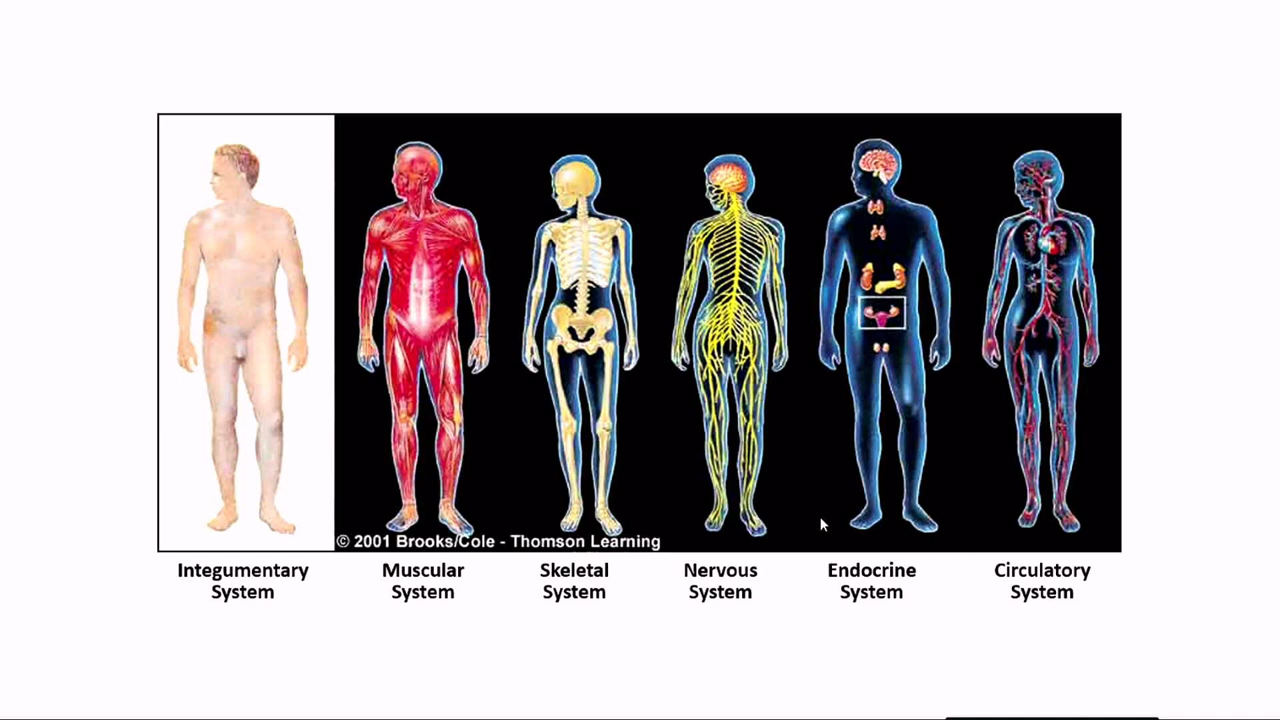 © 2001 Brooks/Cole - Thomson Learning
Integumentary
System
Muscular
System
Skeletal
System
Nervous
System
Endocrine
System
Circulatory
System